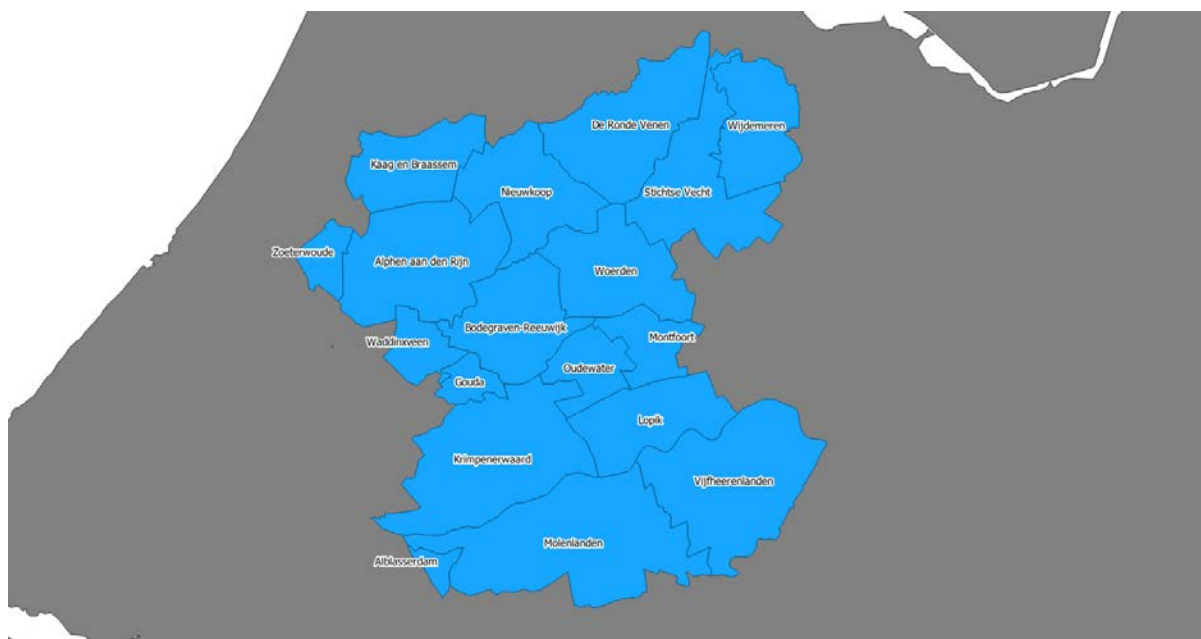 De Ronde Venen
Wijdemeren
Kaag en Braassem
Nieuwkoop
Stichtse Vecht
Zoeterwoude
Alphen aan den Rijn
Woerden
Bodegraven-Reeuwijk
Waddinxveen
Montfoort
Oudewater
Gouda
Lopik
Krimpenerwaard
Vijfheerenlanden
Molenlanden
Alblasserdam